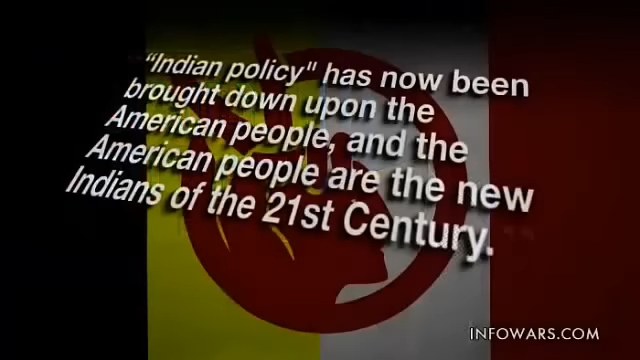 "Indian policy" has now been
brought down upon the
American people, and the
American people are the new
Indians of the 21st Century.
INFOWARS.COM